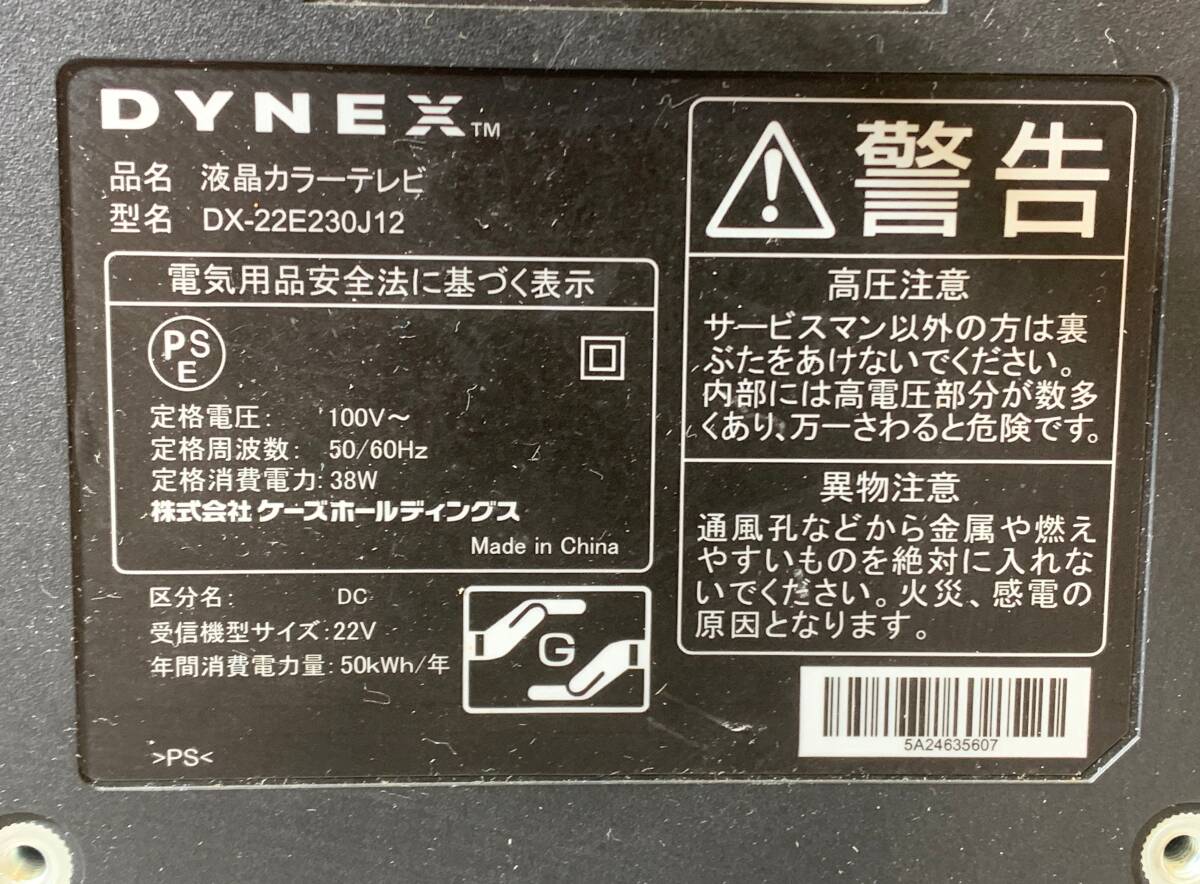 DYNEX™
品名 液晶カラーテレビ
型名 DX-22E230J12
電気用品安全法に基づく表示
PS
E
定格電圧: 100V～
定格周波数: 50/60Hz
定格消費電力: 38W
株式会社 ケーズホールディングス
Made in China
区分名: DC
受信機型サイズ: 22V
年間消費電力量: 50kWh/年
G
>PS<
警告
高圧注意
サービスマン以外の方は裏
ぶたをあけないでください。
内部には高電圧部分が数多
くあり、万一さわると危険です。
異物注意
通風孔などから金属や燃え
やすいものを絶対に入れな
いでください。火災、感電の
原因となります。
5A24635607